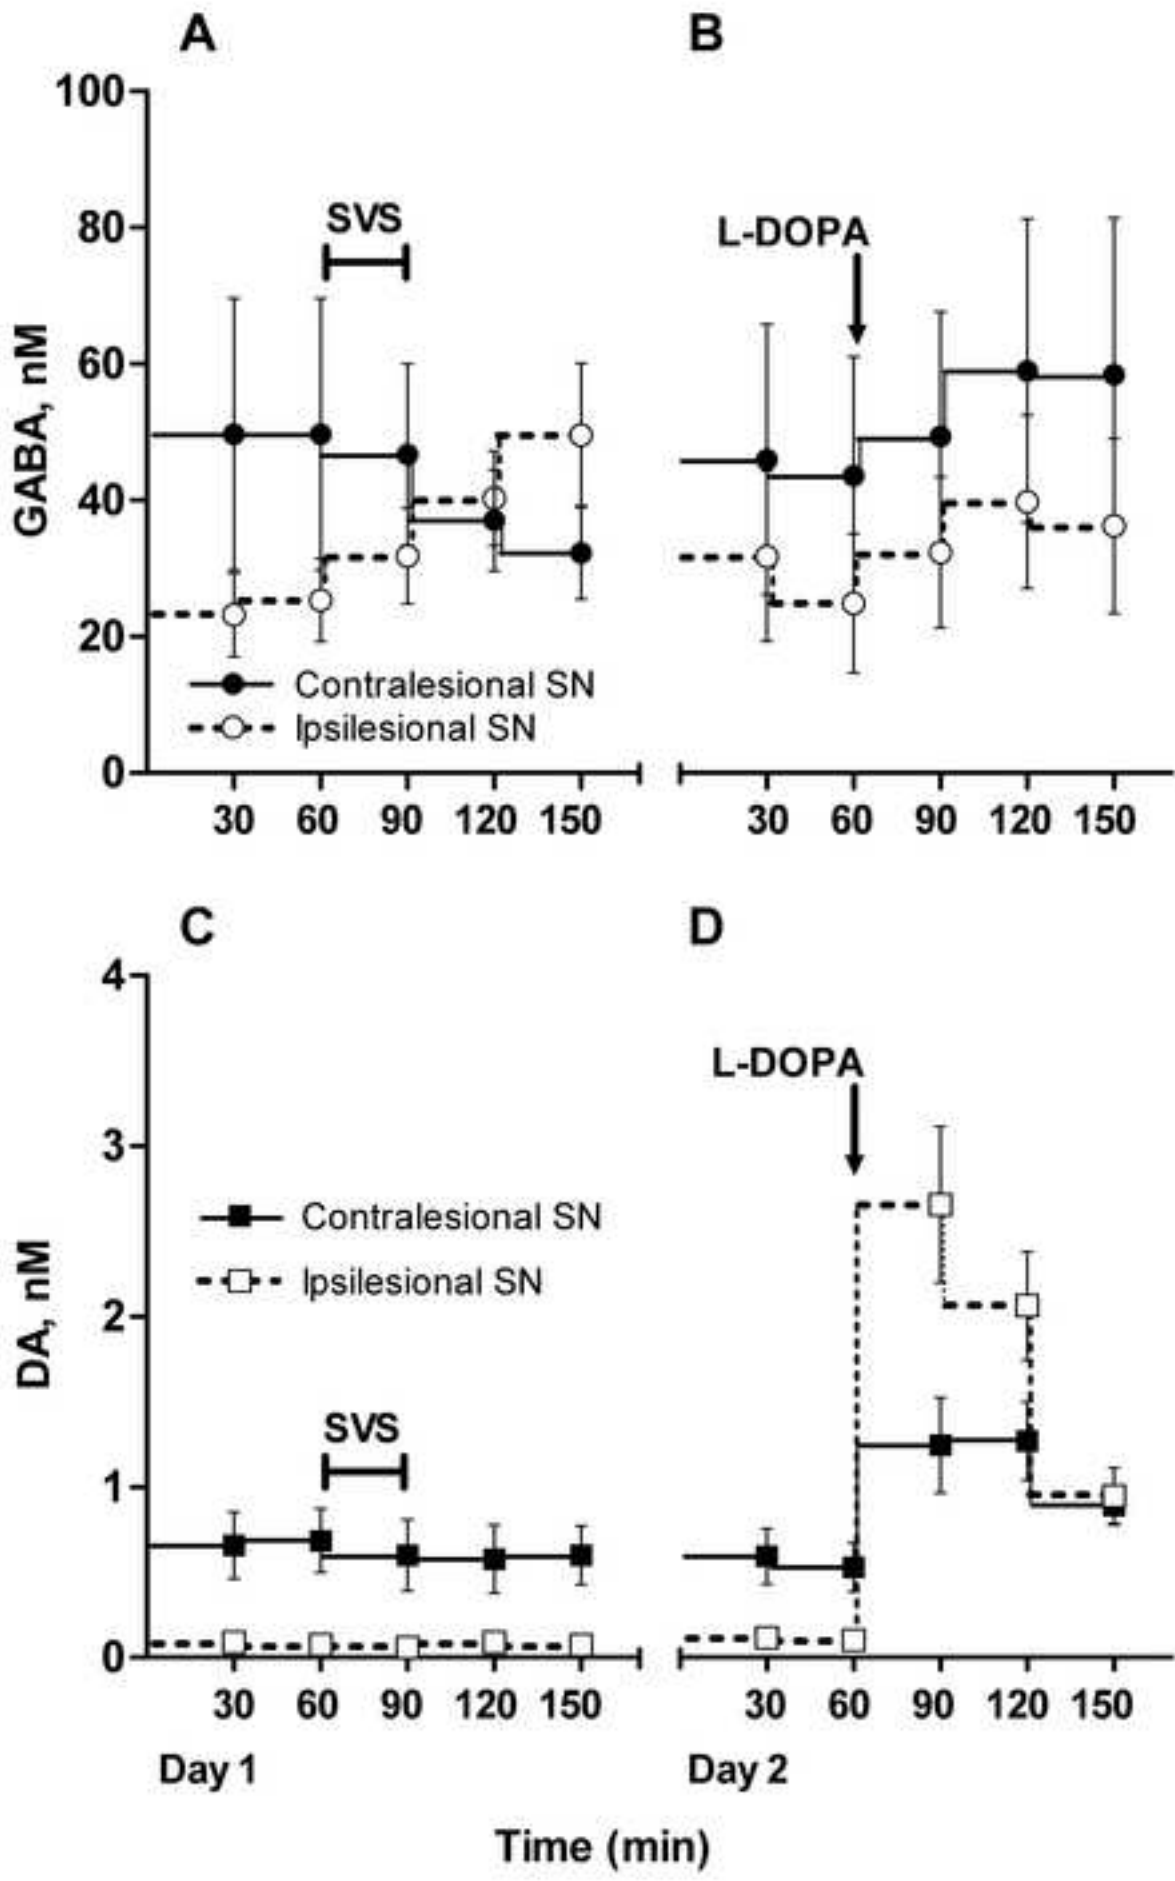 A
B
100
80
60
40
20
0
GABA, nM
SVS
L-DOPA
Contralesional SN
Ipsilesional SN
30 60 90 120 150
30 60 90 120 150
C
D
4
3
2
1
0
DA, nM
L-DOPA
Contralesional SN
Ipsilesional SN
SVS
30 60 90 120 150
30 60 90 120 150
Day 1
Day 2
Time (min)